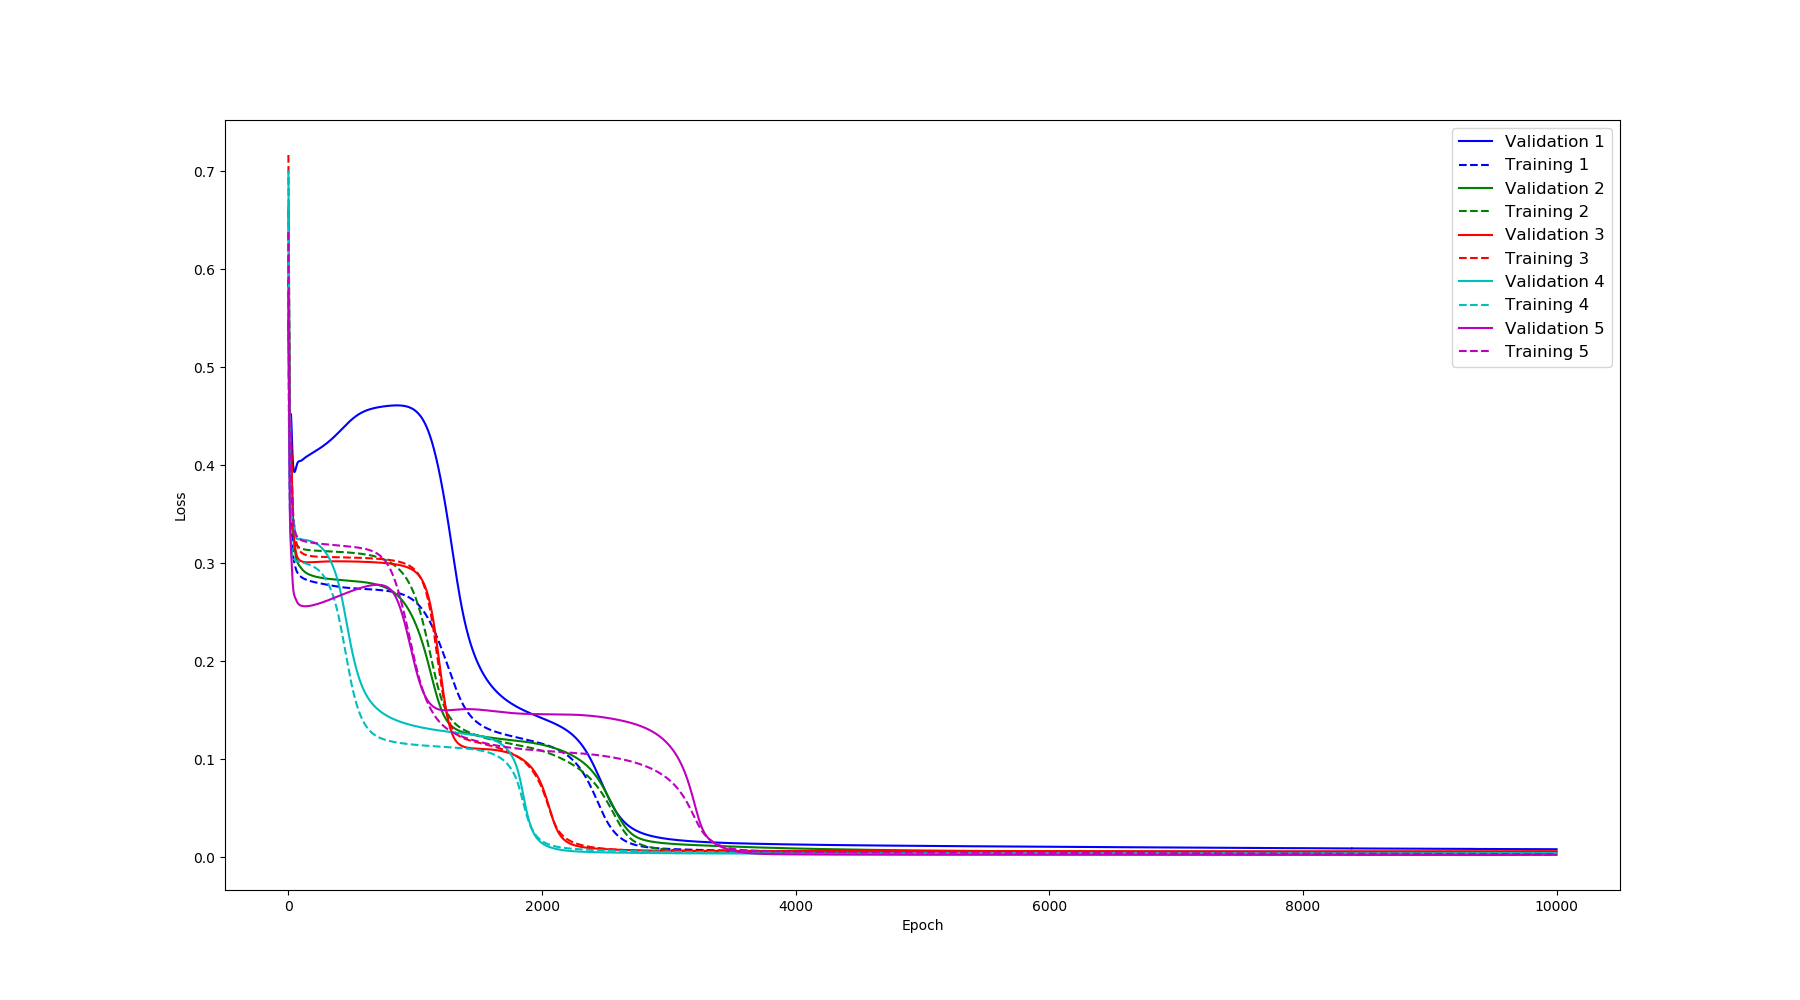 Validation 1
Training 1
Validation 2
Training 2
Validation 3
Training 3
Validation 4
Training 4
Validation 5
Training 5
0.7
0.6
0.5
0.4
0.3
0.2
0.1
0.0
Loss
0 2000 4000 6000 8000 10000
Epoch